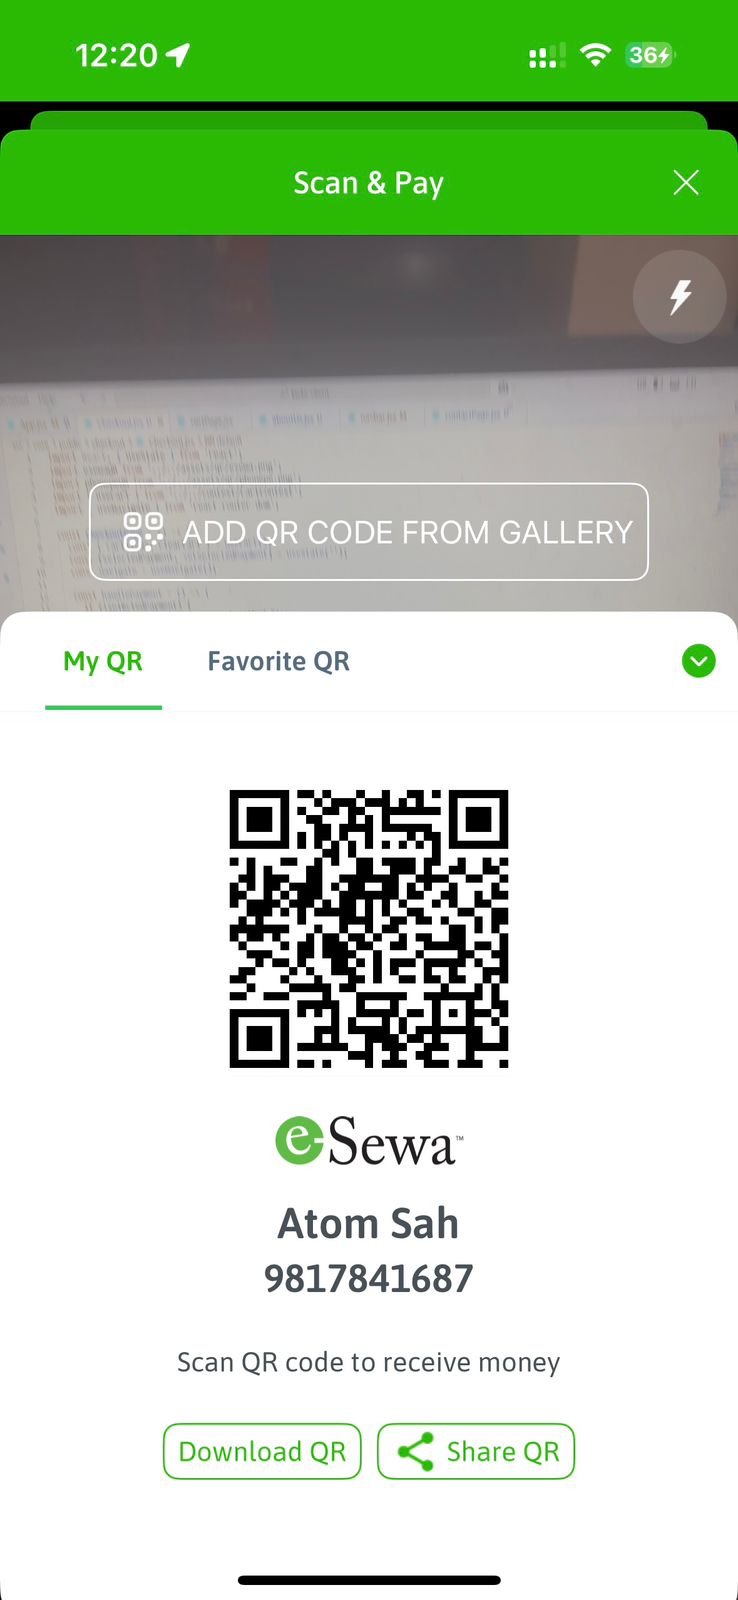 12:20
36
Scan & Pay
ADD QR CODE FROM GALLERY
My QR
Favorite QR
e-Sewa™
Atom Sah
9817841687
Scan QR code to receive money
Download QR
Share QR